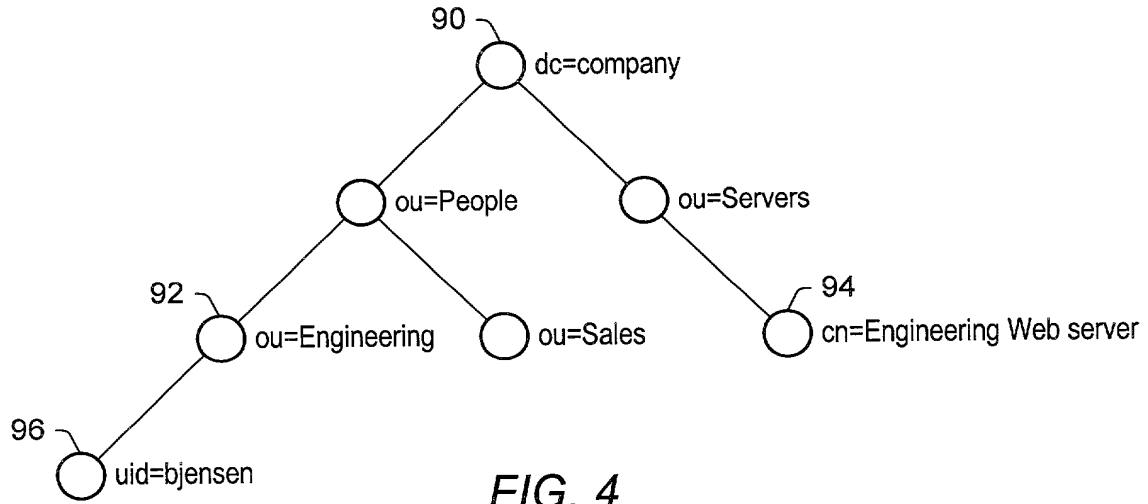 90
dc=company
ou=People
ou=Servers
92
ou=Engineering
ou=Sales
94
cn=Engineering Web server
96
uid=bjensen
FIG. 4